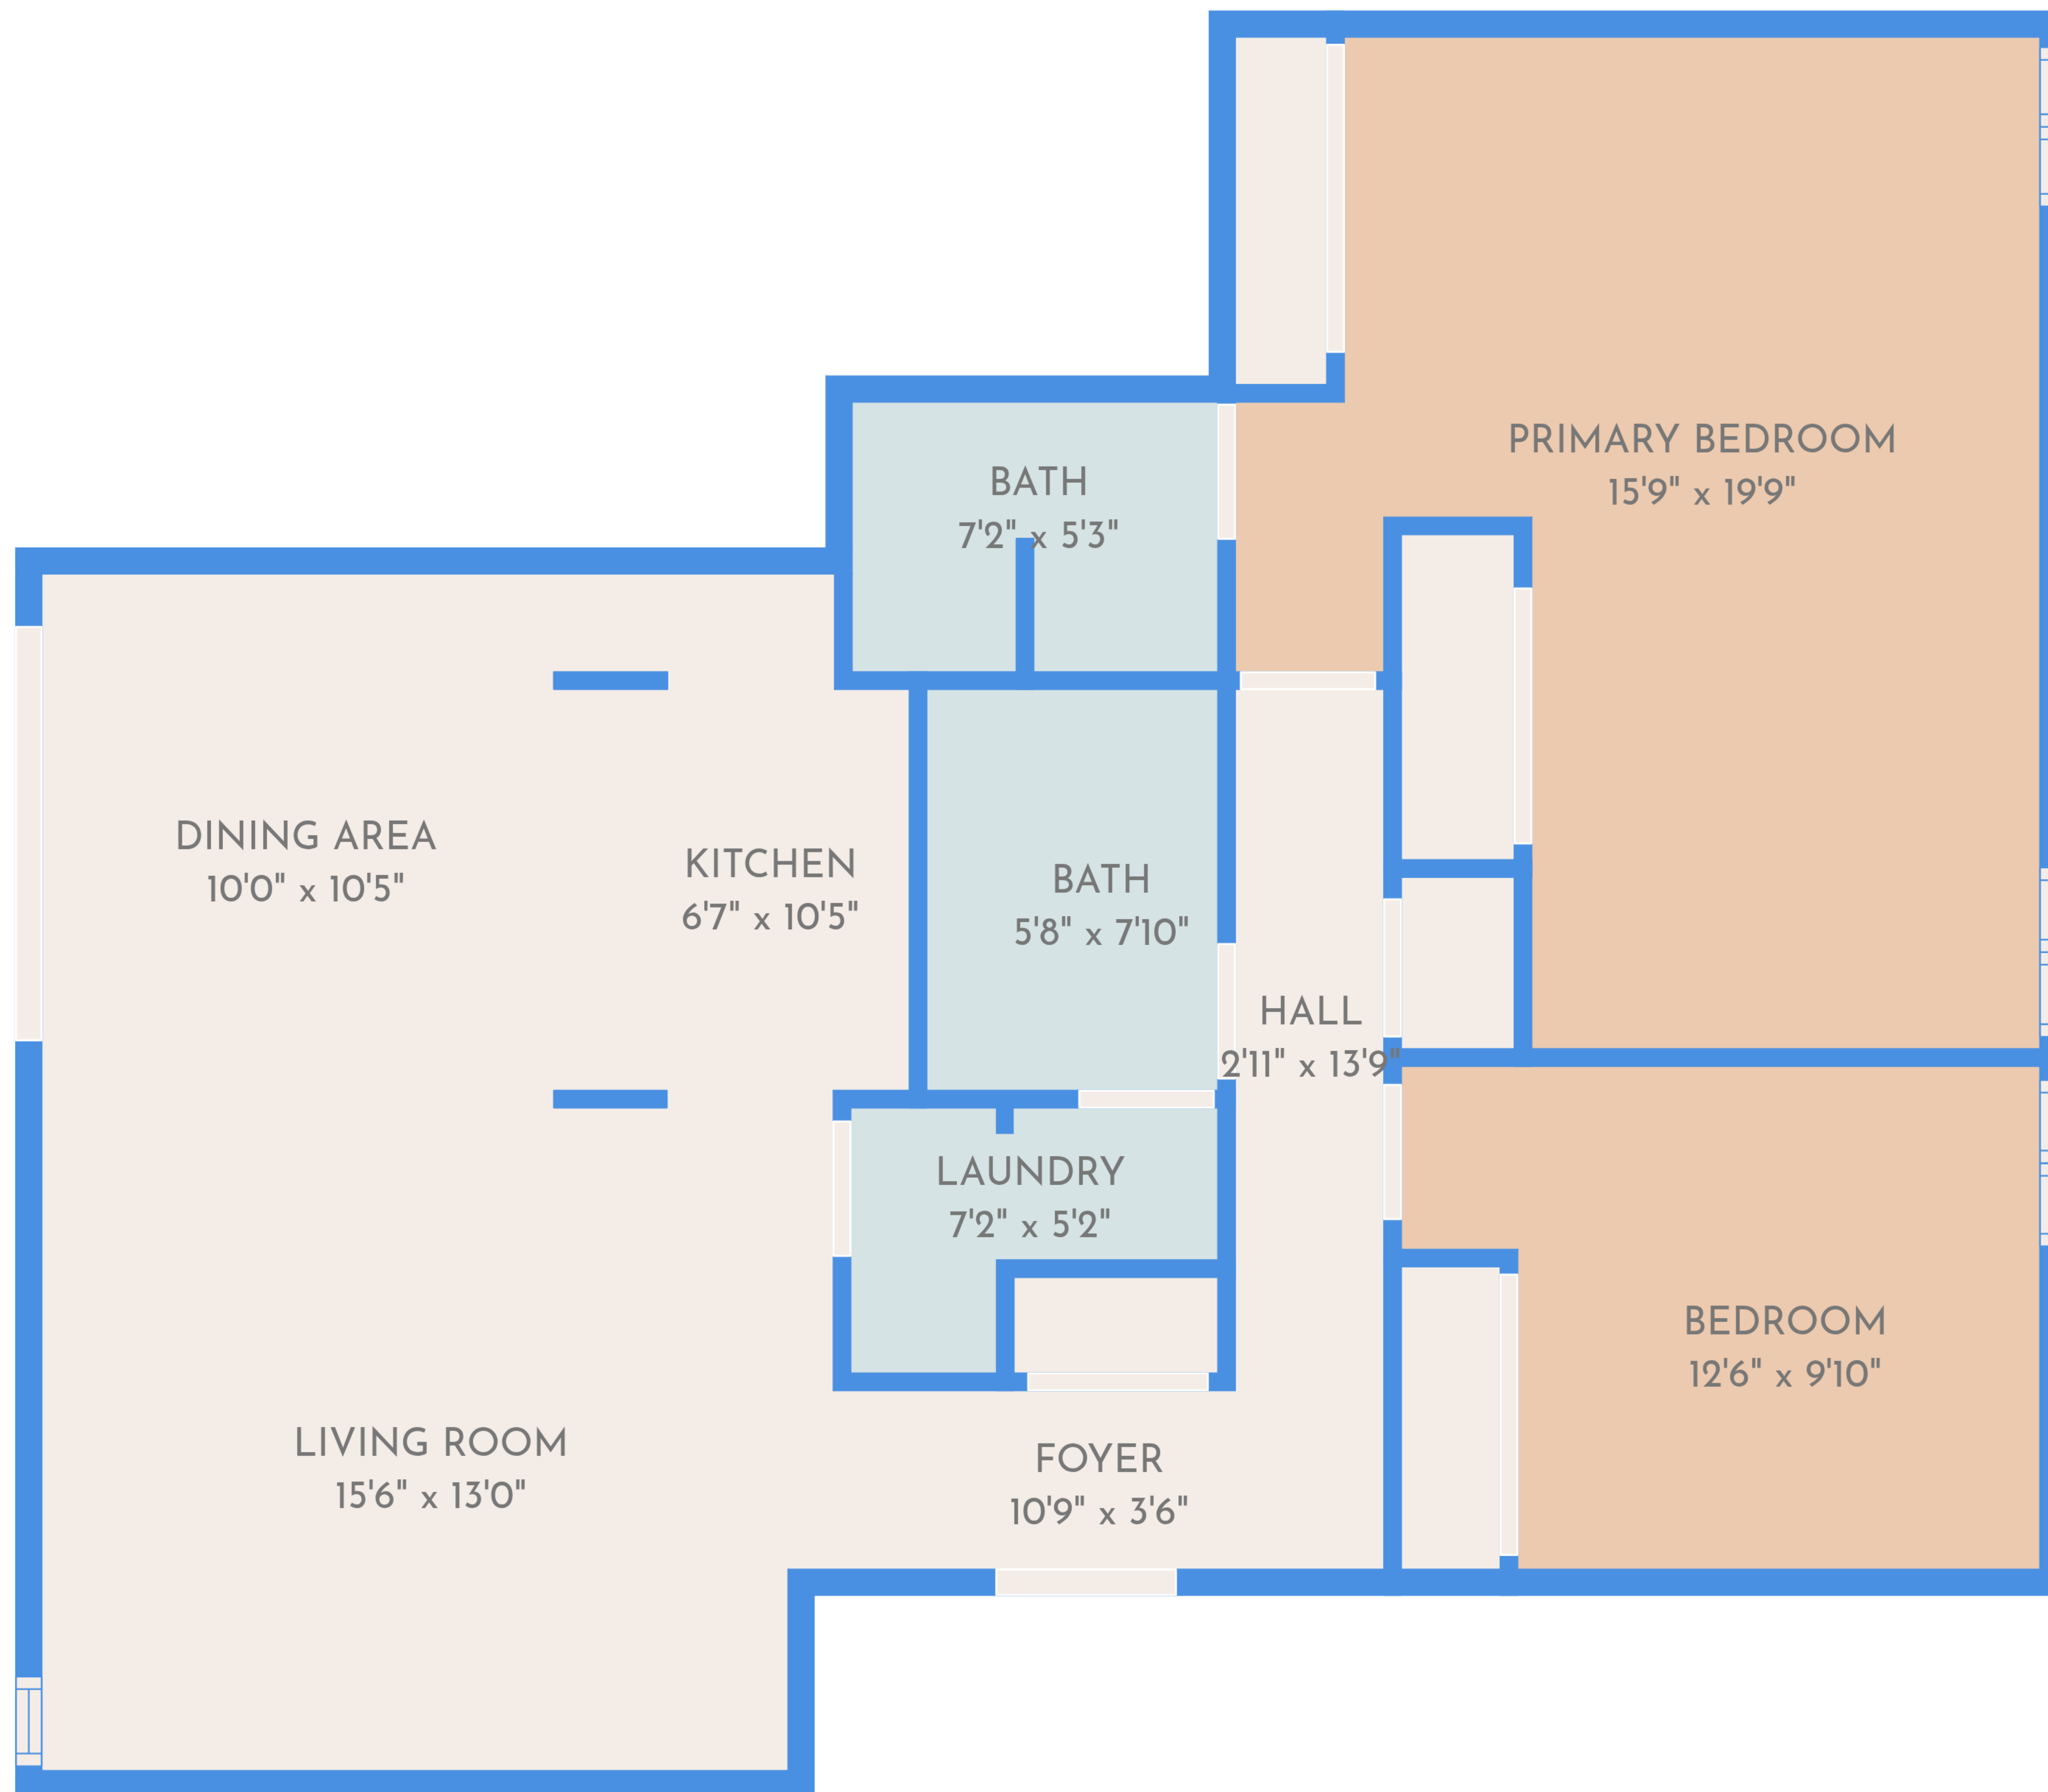 PRIMARY BEDROOM
15'9" x 19'9"
BATH
7'2" x 5'3"
DINING AREA
10'0" x 10'5"
KITCHEN
6'7" x 10'5"
BATH
5'8" x 7'10"
HALL
2'11" x 13'9"
LAUNDRY
7'2" x 5'2"
BEDROOM
12'6" x 9'10"
LIVING ROOM
15'6" x 13'0"
FOYER
10'9" x 3'6"